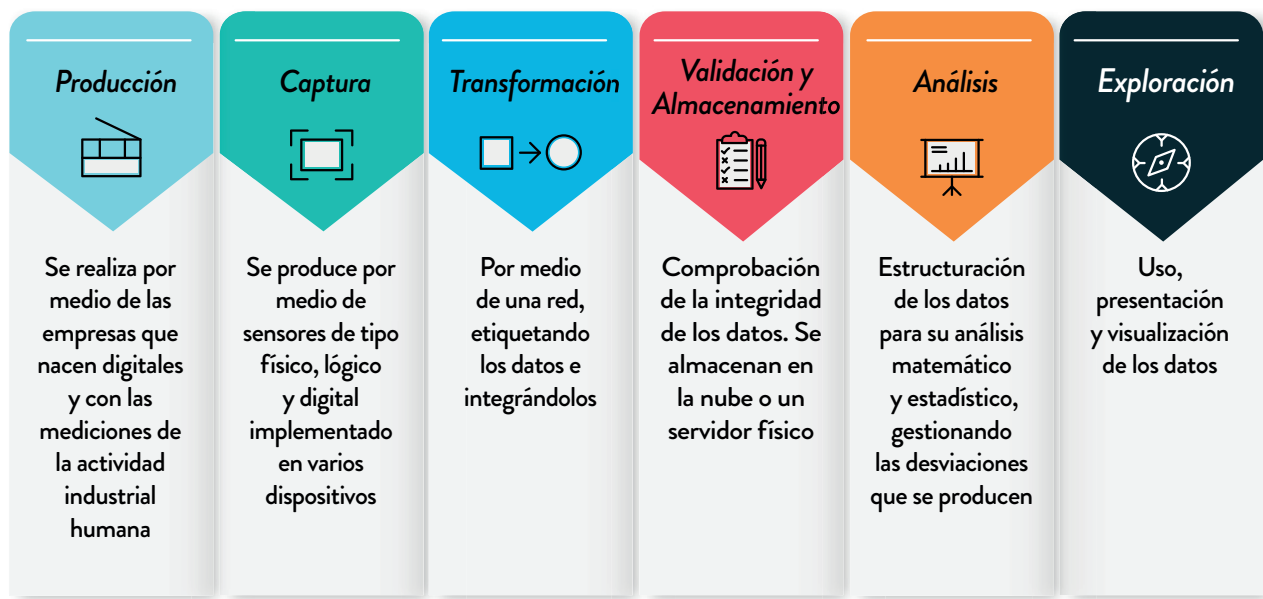 Producción
Se realiza por
medio de las
empresas que
nacen digitales
y con las
mediciones de
la actividad
industrial
humana
Captura
Se produce por
medio de
sensores de tipo
físico, lógico
y digital
implementado
en varios
dispositivos
Transformación
Por medio
de una red,
etiquetando
los datos e
integrándolos
Validación y
Almacenamiento
Comprobación
de la integridad
de los datos. Se
almacenan en
la nube o un
servidor físico
Análisis
Estructuración
de los datos
para su análisis
matemático
y estadístico,
gestionando
las desviaciones
que se producen
Exploración
Uso,
presentación
y visualización
de los datos